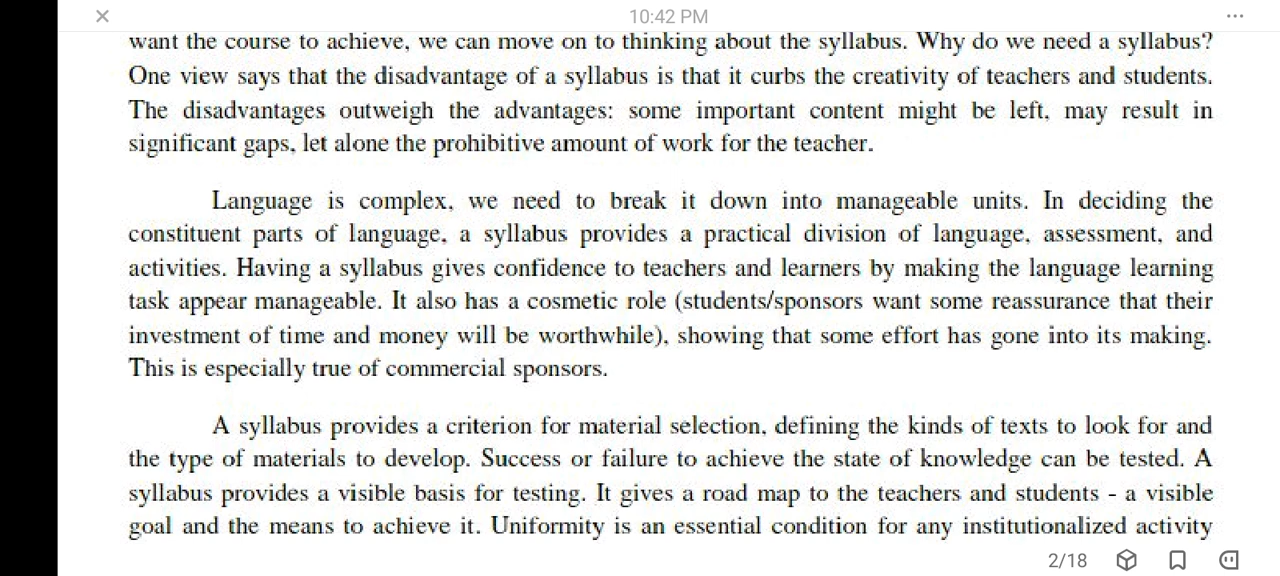 10:42 PM
want the course to achieve, we can move on to thinking about the syllabus. Why do we need a syllabus?
One view says that the disadvantage of a syllabus is that it curbs the creativity of teachers and students.
The disadvantages outweigh the advantages: some important content might be left, may result in
significant gaps, let alone the prohibitive amount of work for the teacher.
Language is complex, we need to break it down into manageable units. In deciding the
constituent parts of language, a syllabus provides a practical division of language, assessment, and
activities. Having a syllabus gives confidence to teachers and learners by making the language learning
task appear manageable. It also has a cosmetic role (students/sponsors want some reassurance that their
investment of time and money will be worthwhile), showing that some effort has gone into its making.
This is especially true of commercial sponsors.
A syllabus provides a criterion for material selection, defining the kinds of texts to look for and
the type of materials to develop. Success or failure to achieve the state of knowledge can be tested. A
syllabus provides a visible basis for testing. It gives a road map to the teachers and students - a visible
goal and the means to achieve it. Uniformity is an essential condition for any institutionalized activity
2/18